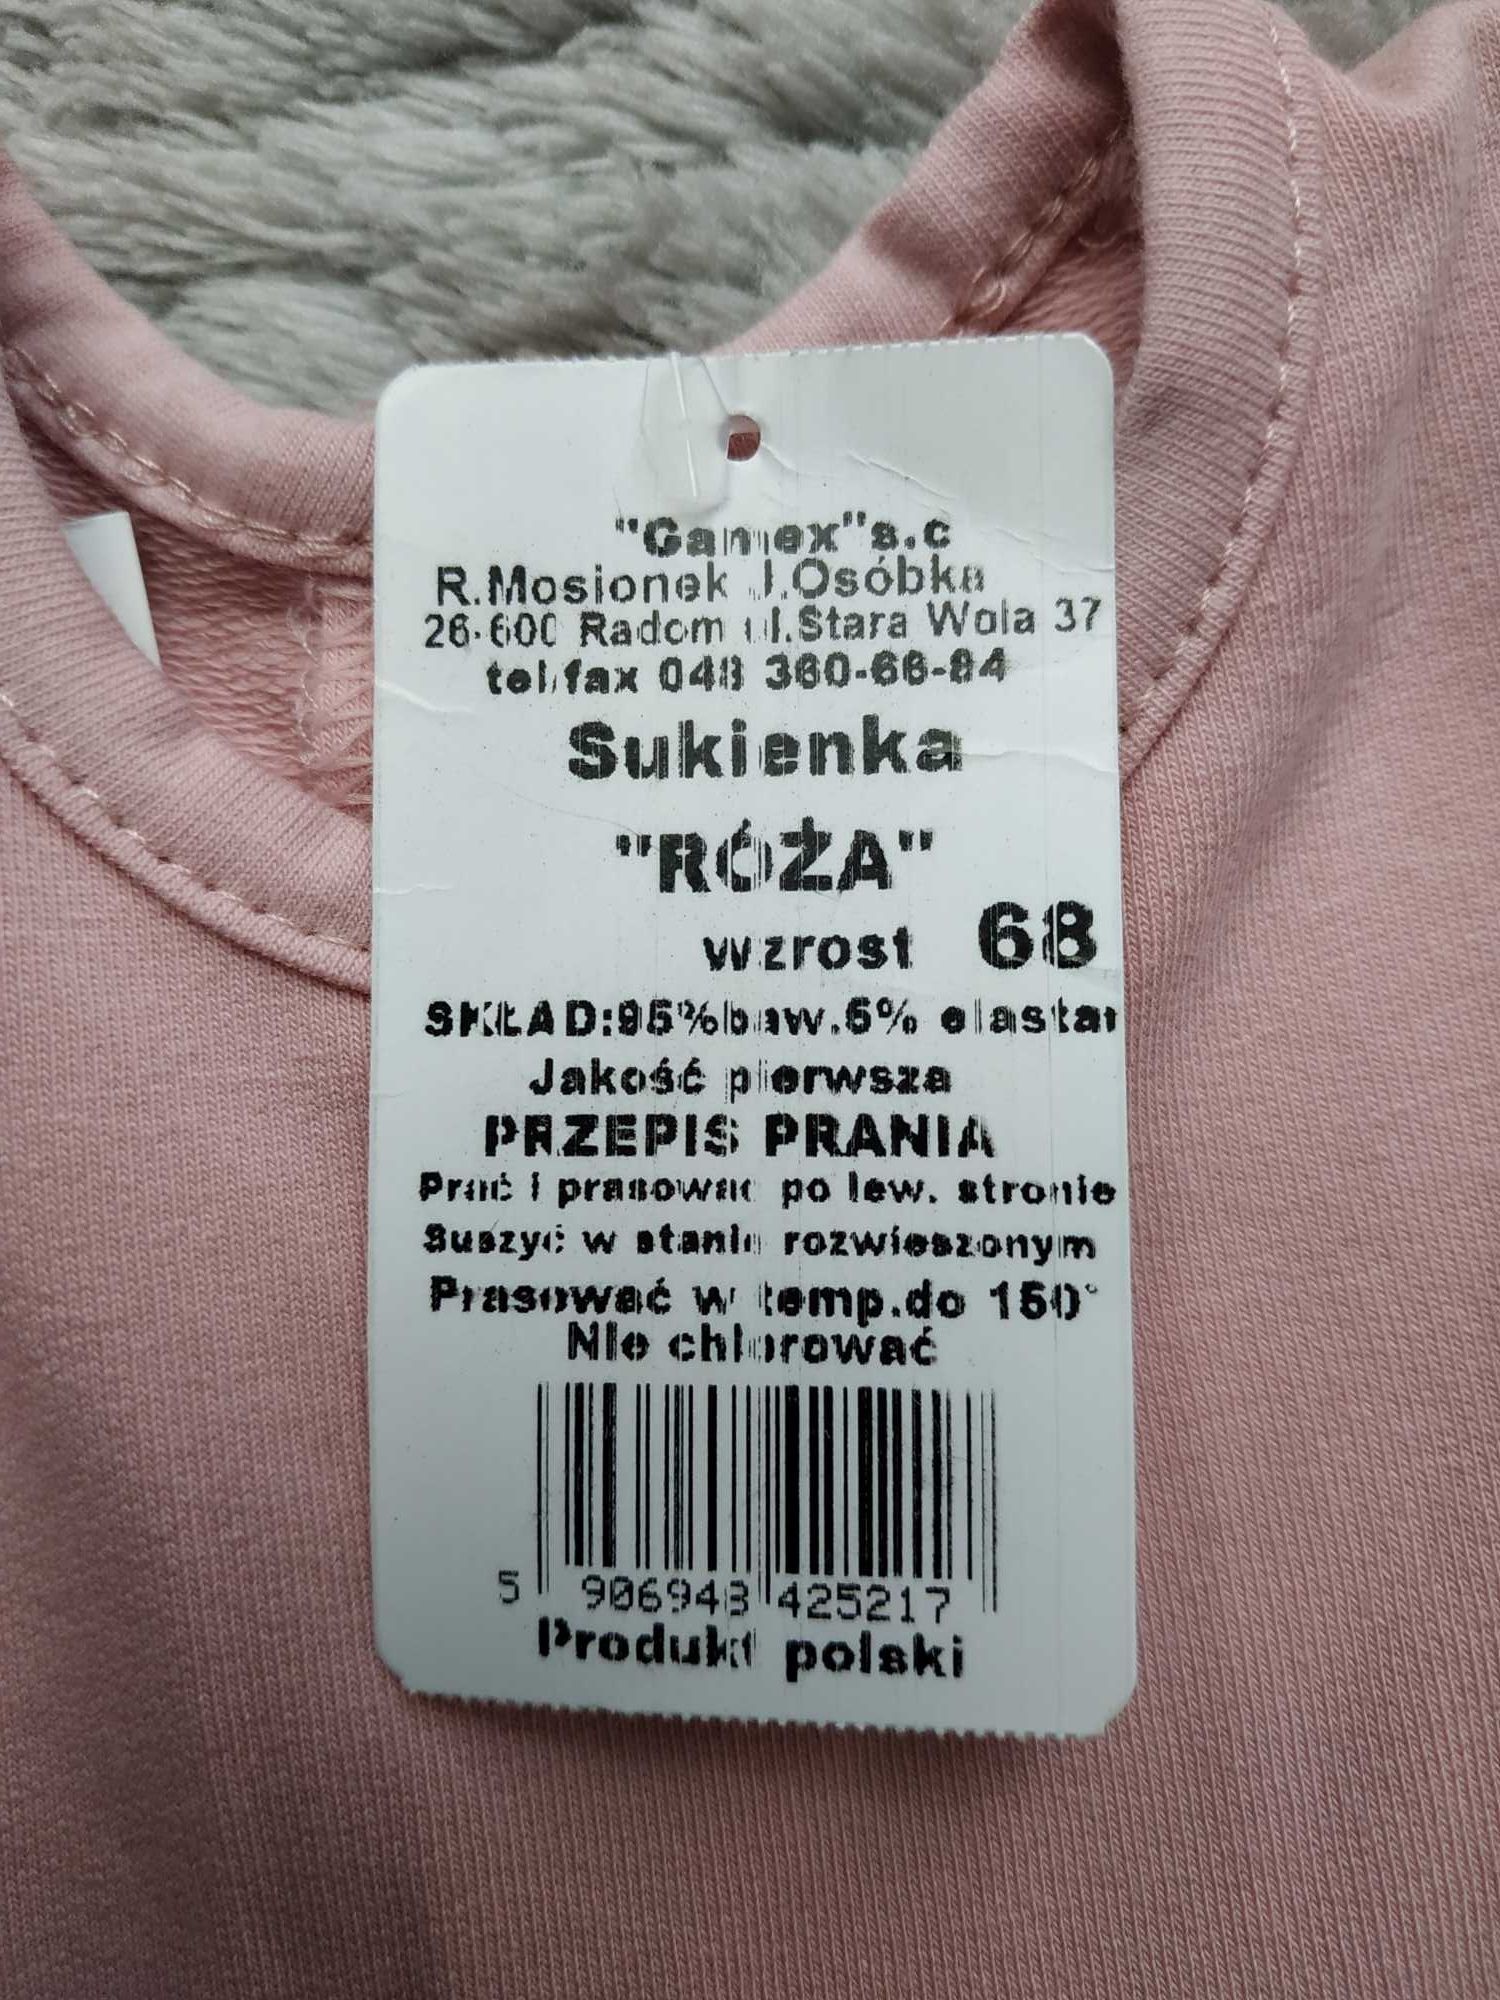 "Gamex"s.c
R.Mosionek J.Osóbka
26-600 Radom ul.Stara Wola 37
tel/fax 048 360-66-84
Sukienka
"RÓŻA"
wzrost 68
SKŁAD:95%baw.5% elastan
Jakość pierwsza
PRZEPIS PRANIA
Prać i prasować po lew. stronie
Suszyć w stanie rozwieszonym
Prasować w temp.do 150°
Nie chlorować
5 906948 425217
Produkt polski